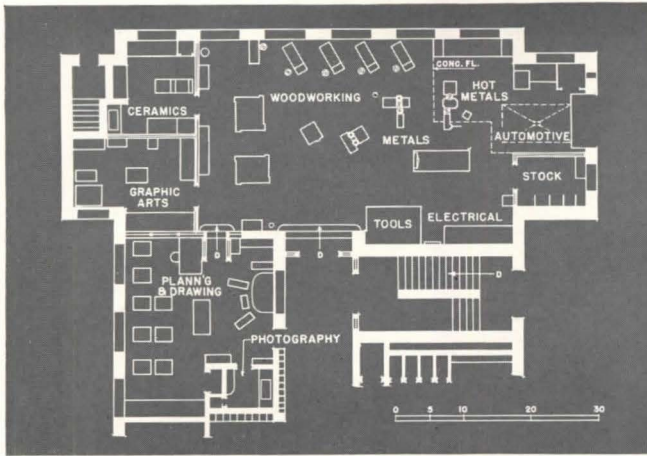 CERAMICS
WOODWORKING
CONC. FL.
HOT
METALS
METALS
AUTOMOTIVE
STOCK
GRAPHIC
ARTS
TOOLS
ELECTRICAL
D
D
D
PLANN'G
& DRAWING
PHOTOGRAPHY
0 5 10 20 30